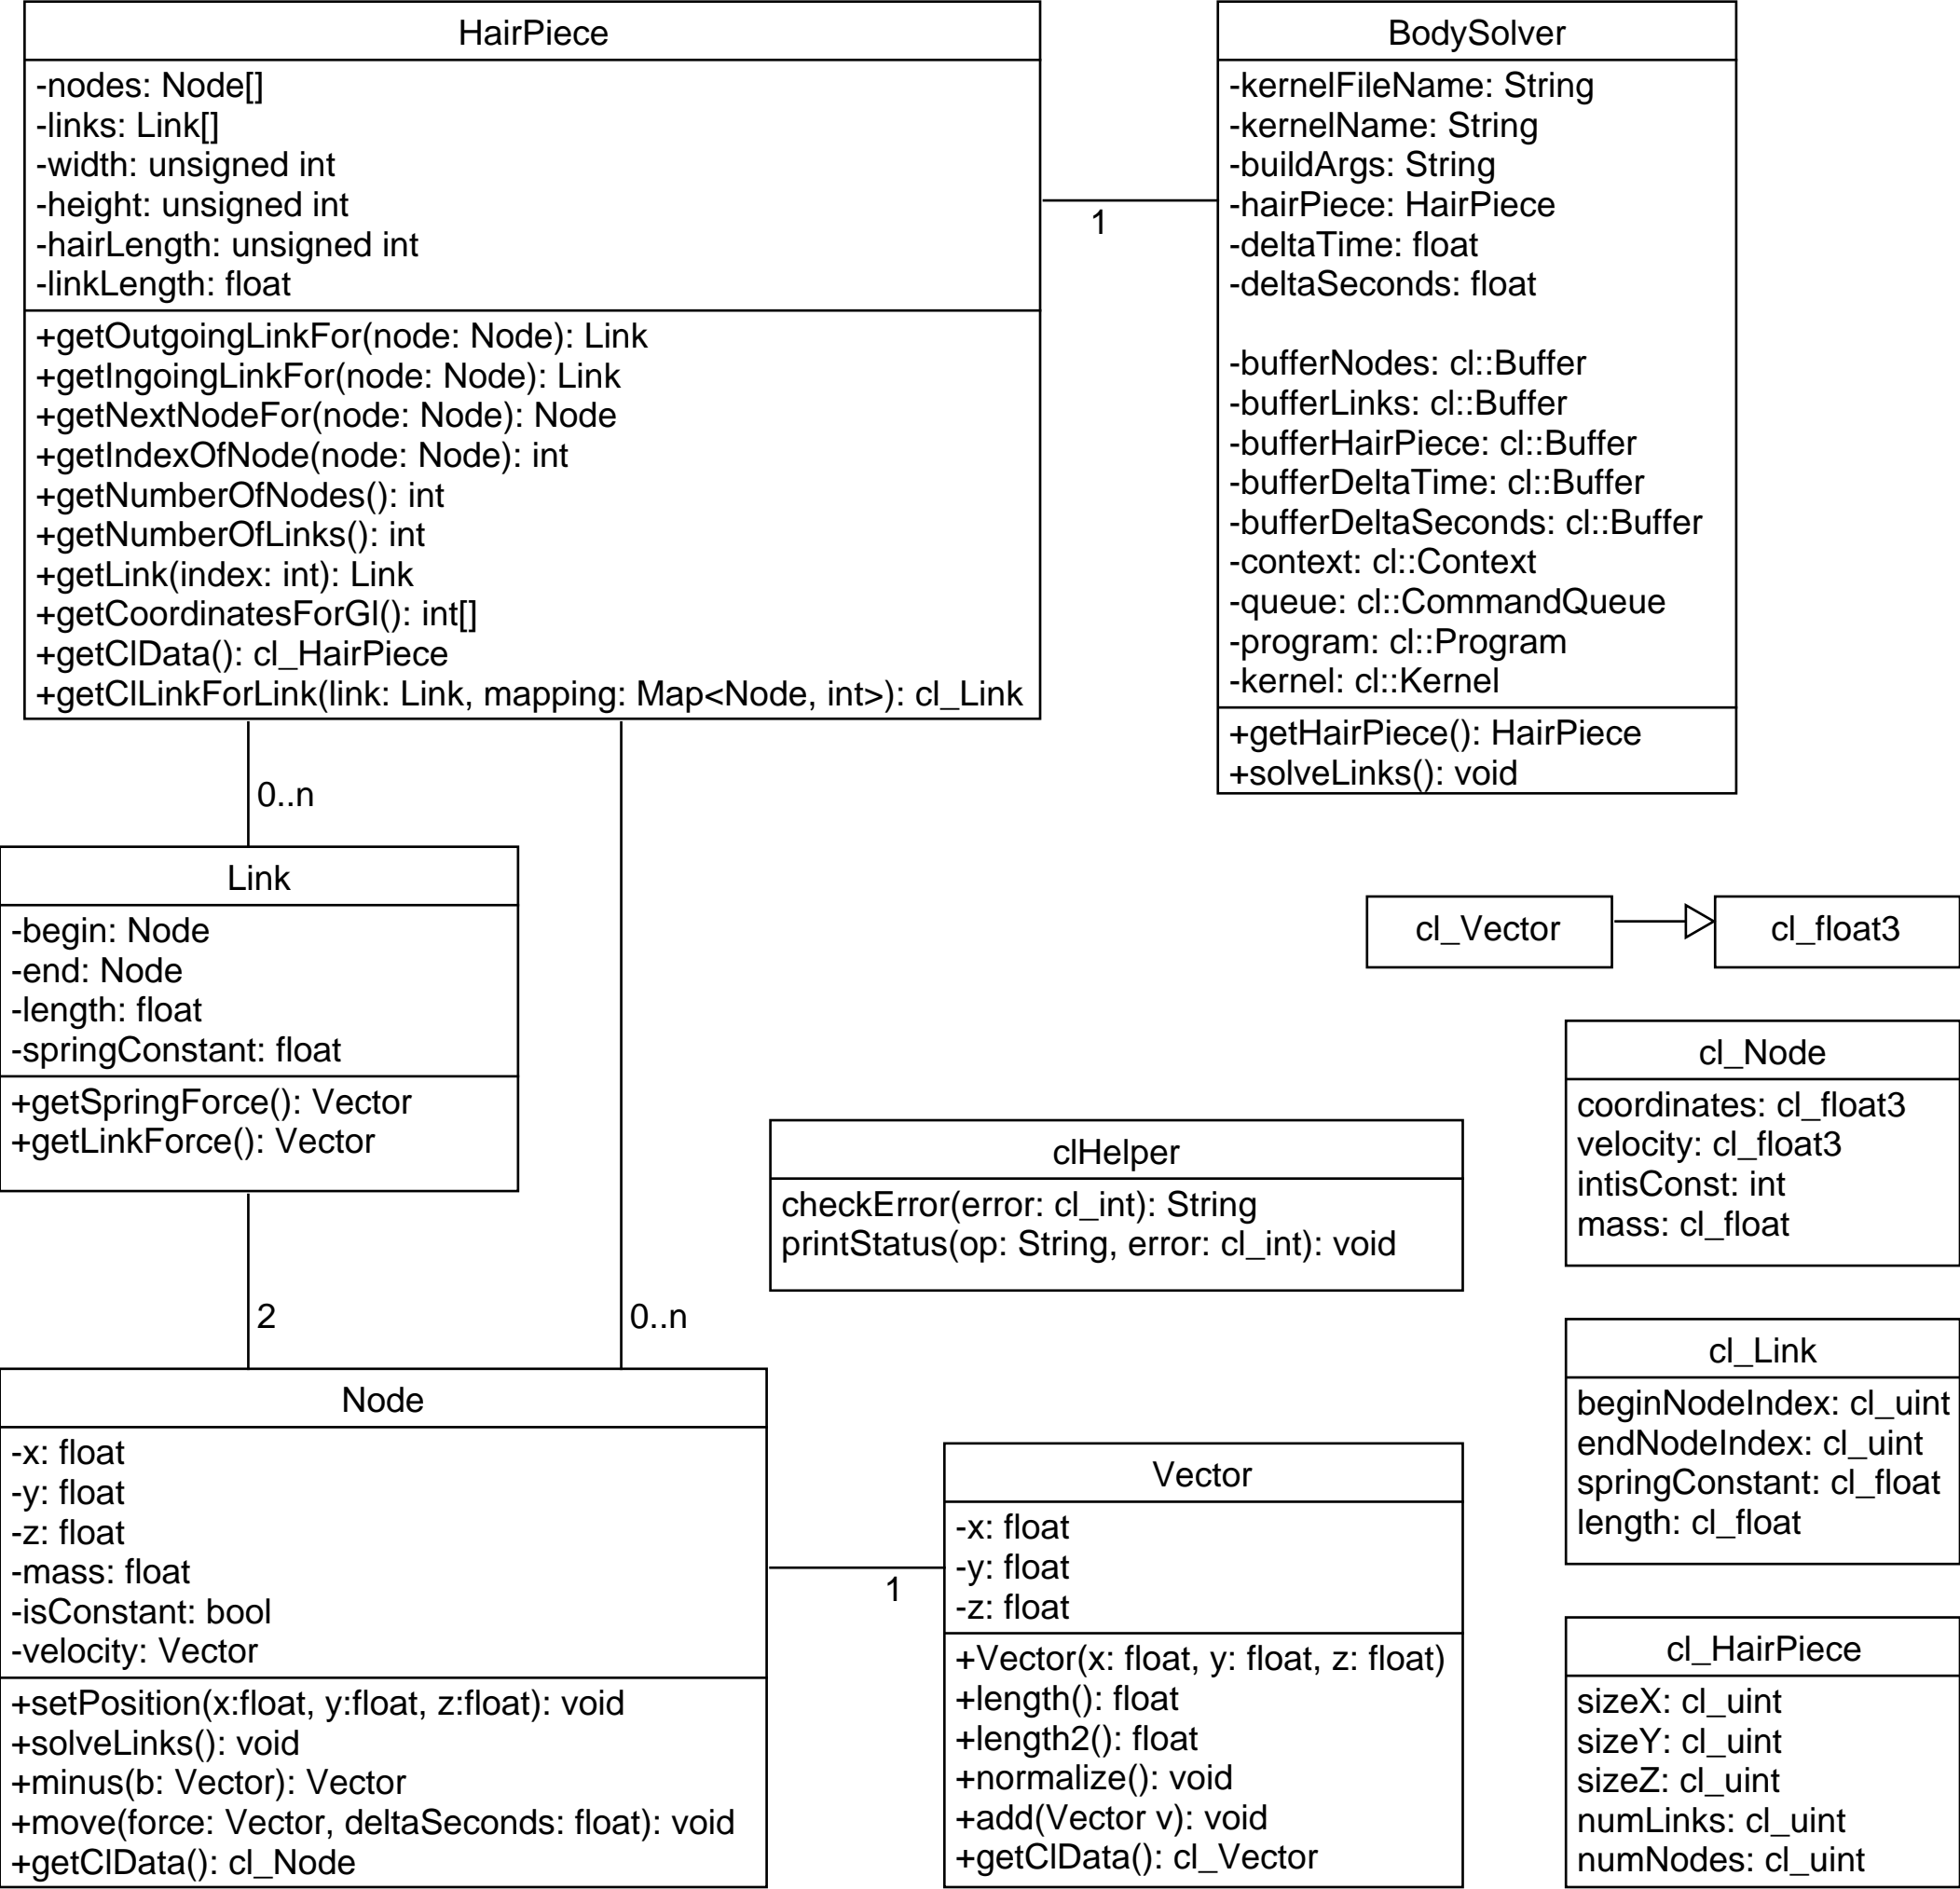 HairPiece
-nodes: Node[]
-links: Link[]
-width: unsigned int
-height: unsigned int
-hairLength: unsigned int
-linkLength: float
+getOutgoingLinkFor(node: Node): Link
+getIngoingLinkFor(node: Node): Link
+getNextNodeFor(node: Node): Node
+getIndexOfNode(node: Node): int
+getNumberOfNodes(): int
+getNumberOfLinks(): int
+getLink(index: int): Link
+getCoordinatesForGl(): int[]
+getClData(): cl_HairPiece
+getClLinkForLink(link: Link, mapping: Map<Node, int>): cl_Link
1
BodySolver
-kernelFileName: String
-kernelName: String
-buildArgs: String
-hairPiece: HairPiece
-deltaTime: float
-deltaSeconds: float
-bufferNodes: cl::Buffer
-bufferLinks: cl::Buffer
-bufferHairPiece: cl::Buffer
-bufferDeltaTime: cl::Buffer
-bufferDeltaSeconds: cl::Buffer
-context: cl::Context
-queue: cl::CommandQueue
-program: cl::Program
-kernel: cl::Kernel
+getHairPiece(): HairPiece
+solveLinks(): void
0..n
Link
-begin: Node
-end: Node
-length: float
-springConstant: float
+getSpringForce(): Vector
+getLinkForce(): Vector
cl_Vector
cl_float3
cl_Node
coordinates: cl_float3
velocity: cl_float3
intisConst: int
mass: cl_float
clHelper
checkError(error: cl_int): String
printStatus(op: String, error: cl_int): void
2
0..n
cl_Link
beginNodeIndex: cl_uint
endNodeIndex: cl_uint
springConstant: cl_float
length: cl_float
Node
-x: float
-y: float
-z: float
-mass: float
-isConstant: bool
-velocity: Vector
+setPosition(x:float, y:float, z:float): void
+solveLinks(): void
+minus(b: Vector): Vector
+move(force: Vector, deltaSeconds: float): void
+getClData(): cl_Node
1
Vector
-x: float
-y: float
-z: float
+Vector(x: float, y: float, z: float)
+length(): float
+length2(): float
+normalize(): void
+add(Vector v): void
+getClData(): cl_Vector
cl_HairPiece
sizeX: cl_uint
sizeY: cl_uint
sizeZ: cl_uint
numLinks: cl_uint
numNodes: cl_uint